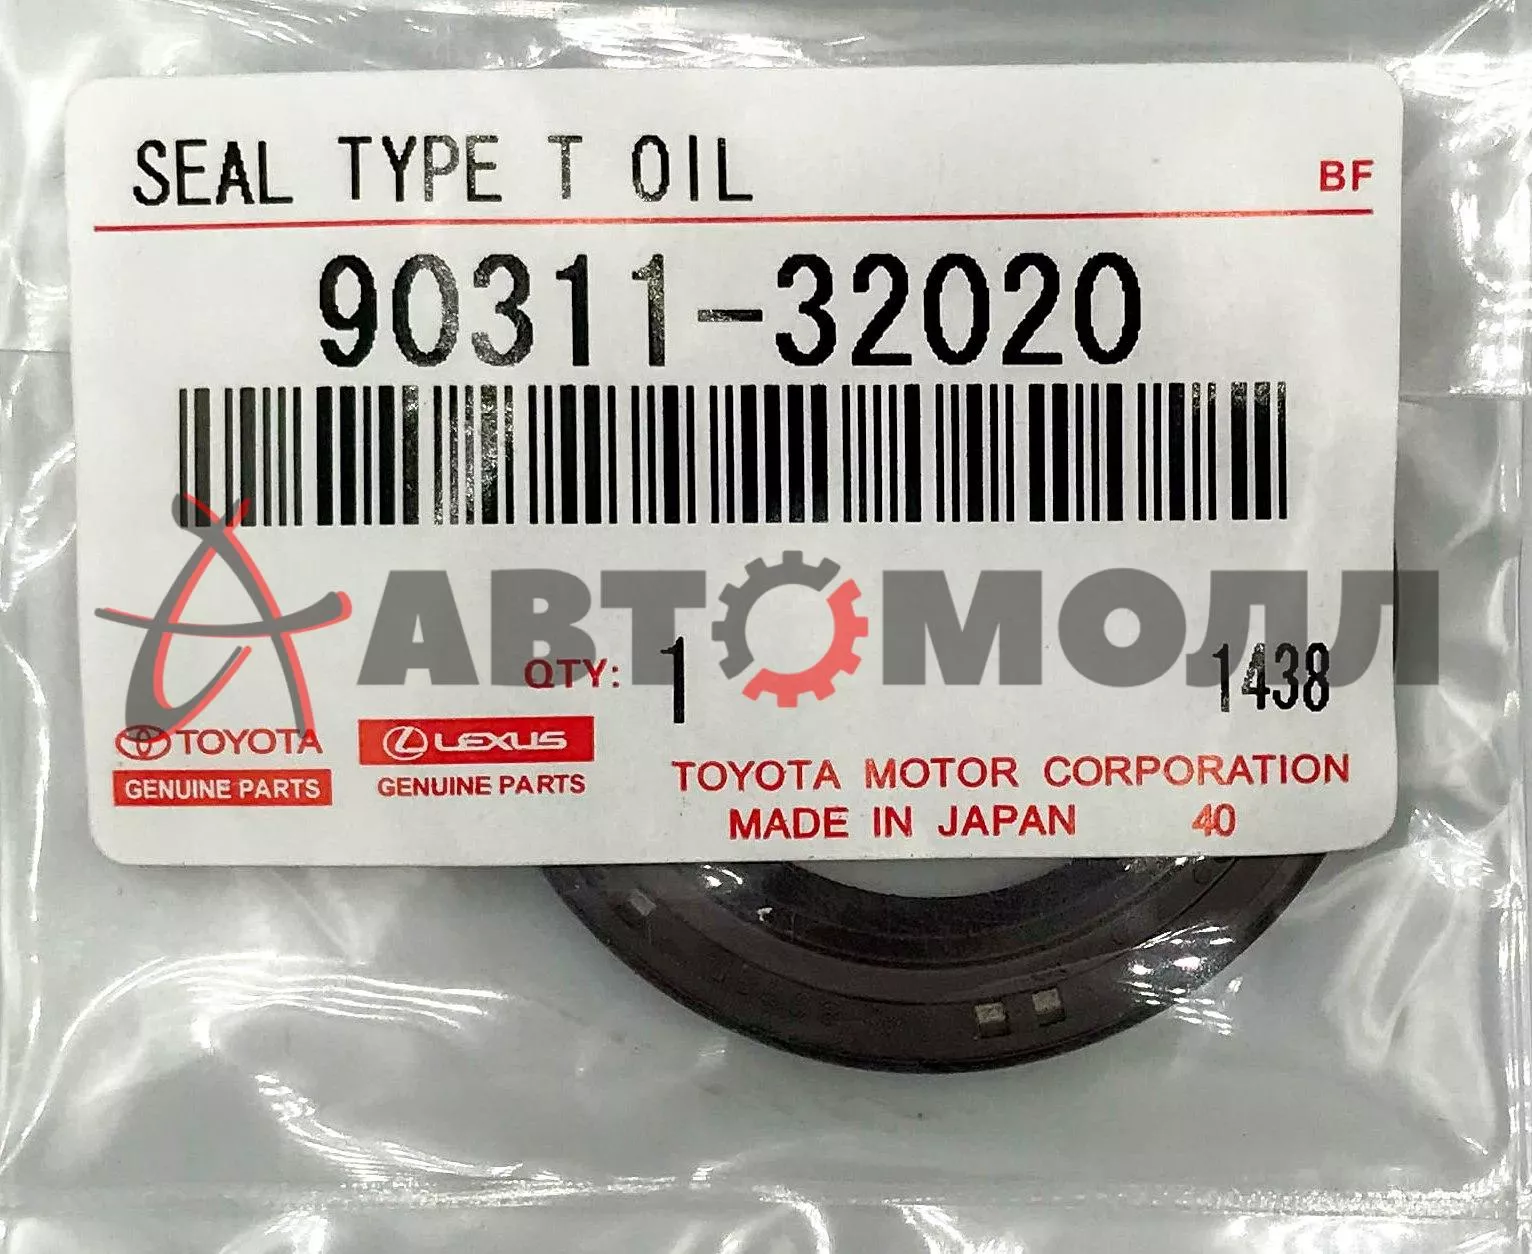 SEAL TYPE T OIL
BF
90311-32020
АВТОМОЛЛ
QTY: 1
1438
TOYOTA
GENUINE PARTS
LEXUS
GENUINE PARTS
TOYOTA MOTOR CORPORATION
MADE IN JAPAN 40